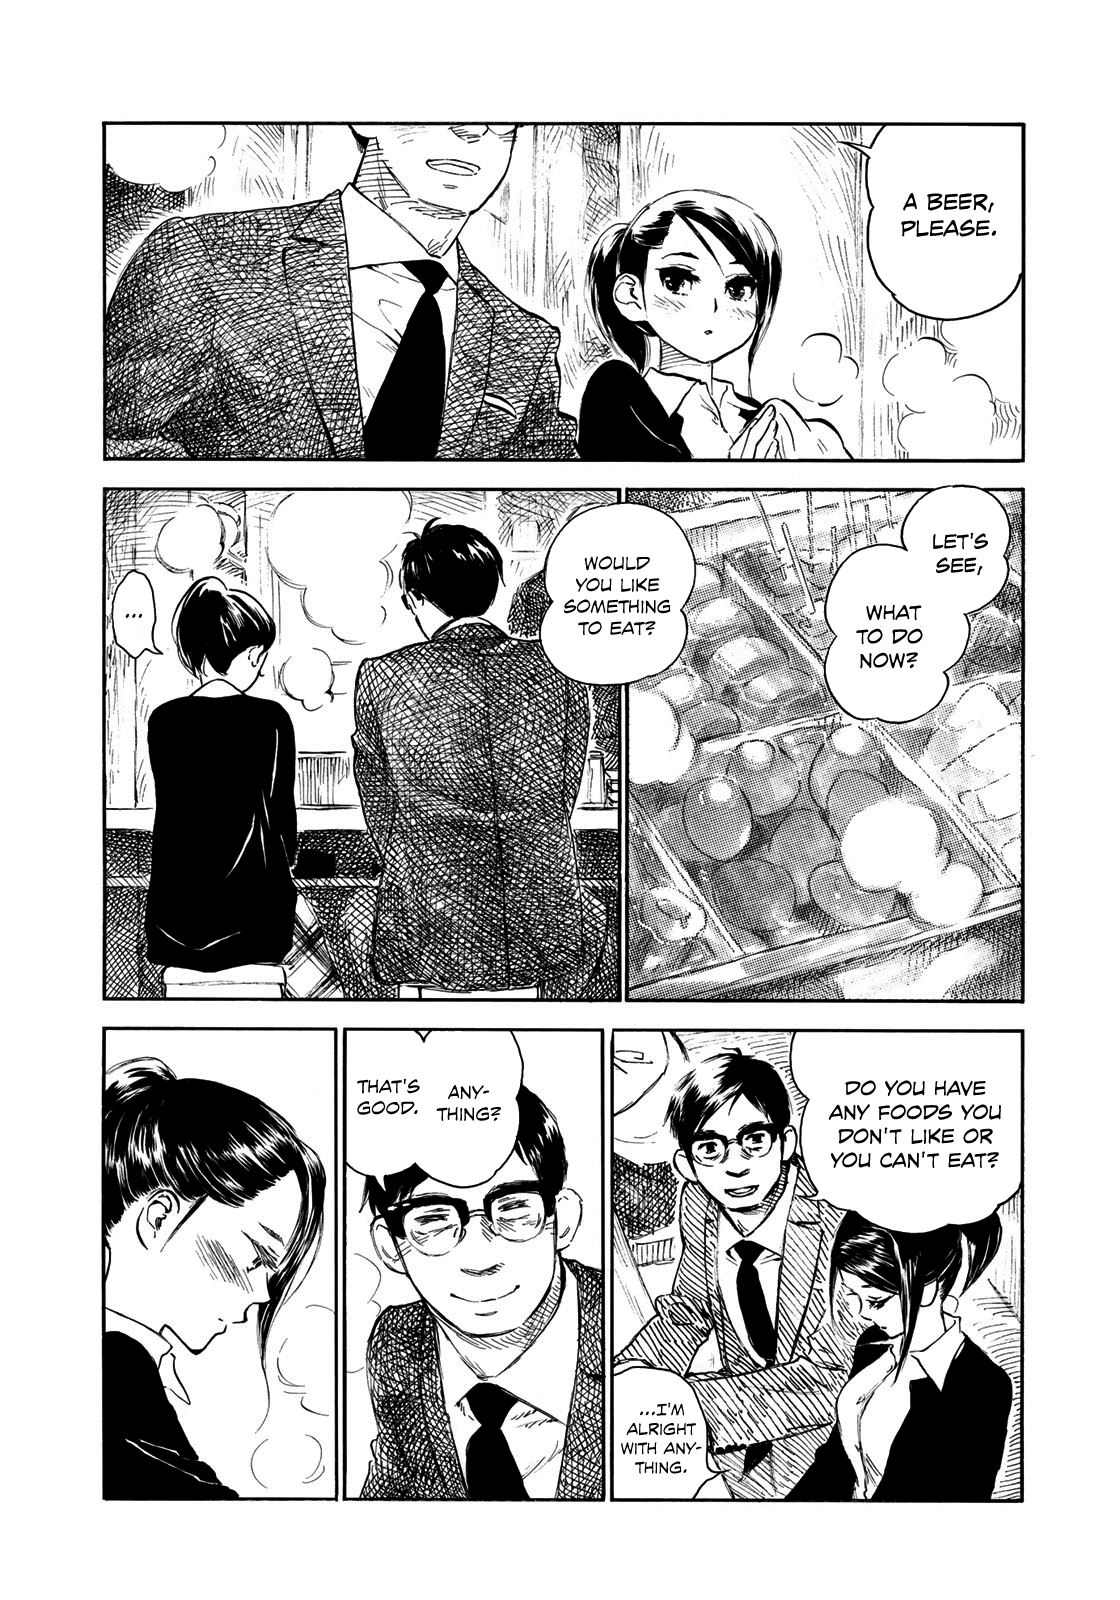 A BEER,
PLEASE.
LET'S
SEE,
WHAT
TO DO
NOW?
WOULD
YOU LIKE
SOMETHING
TO EAT?
...
DO YOU HAVE
ANY FOODS YOU
DON'T LIKE OR
YOU CAN'T EAT?
...I'M
ALRIGHT
WITH ANY-
THING.
ANY-
THING?
THAT'S
GOOD.